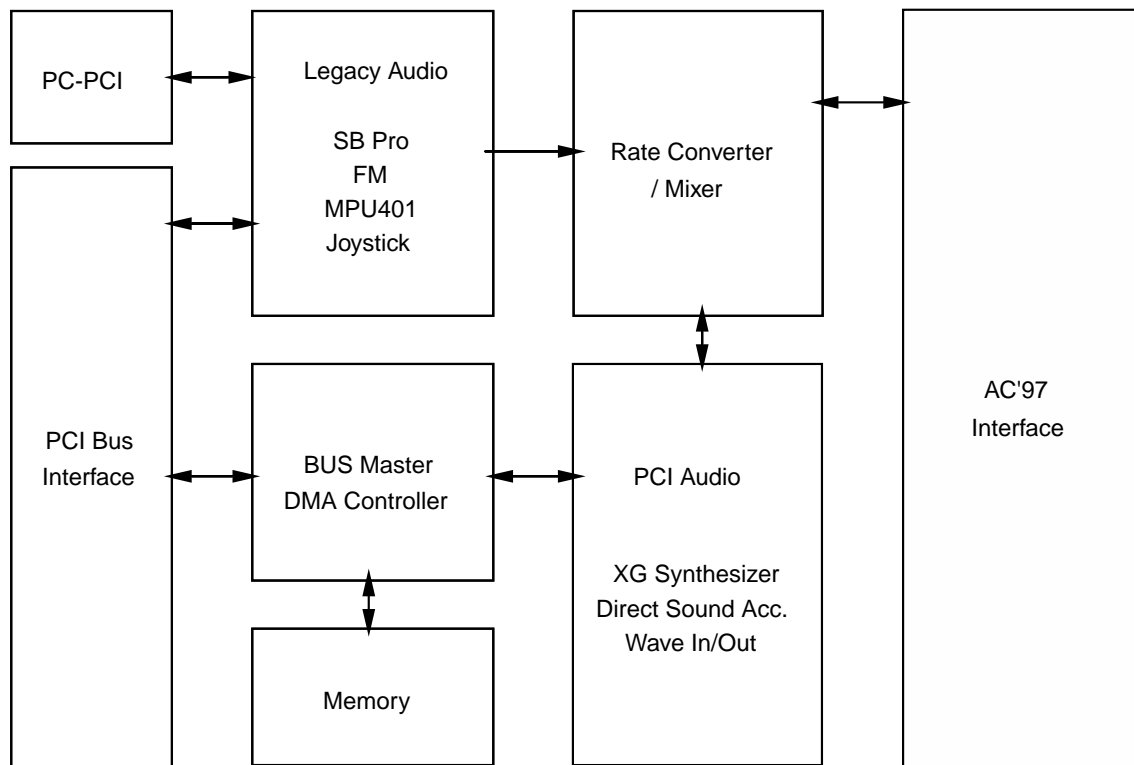 PC-PCI
Legacy Audio
SB Pro
FM
MPU401
Joystick
Rate Converter
/ Mixer
PCI Bus
Interface
BUS Master
DMA Controller
Memory
PCI Audio
XG Synthesizer
Direct Sound Acc.
Wave In/Out
AC'97
Interface